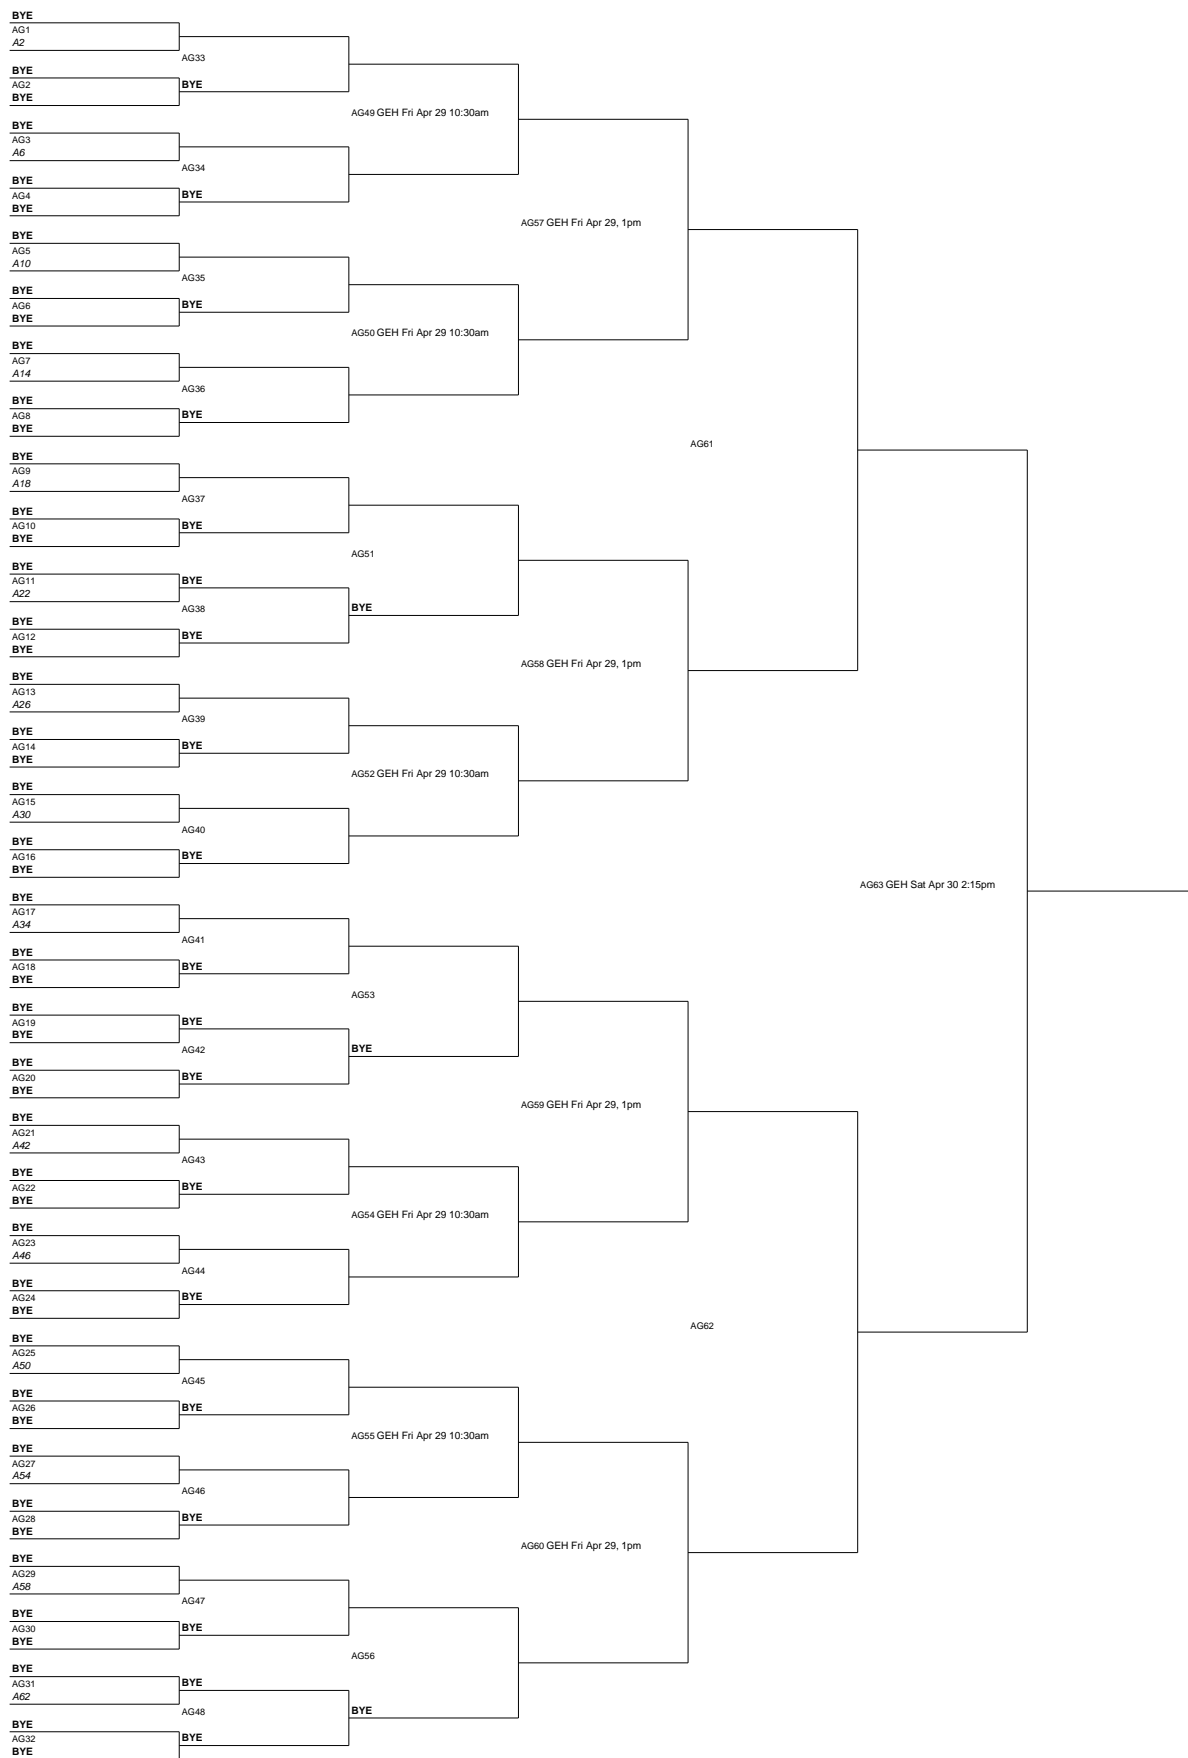 BYE
AG1
A2
BYE
AG2
BYE
BYE
AG3
A6
BYE
AG4
BYE
BYE
AG5
A10
BYE
AG6
BYE
BYE
AG7
A14
BYE
AG8
BYE
BYE
AG9
A18
BYE
AG10
BYE
BYE
AG11
A22
BYE
AG12
BYE
BYE
AG13
A26
BYE
AG14
BYE
BYE
AG15
A30
BYE
AG16
BYE
BYE
AG17
A34
BYE
AG18
BYE
BYE
AG19
BYE
BYE
AG20
BYE
BYE
AG21
A42
BYE
AG22
BYE
BYE
AG23
A46
BYE
AG24
BYE
BYE
AG25
A50
BYE
AG26
BYE
BYE
AG27
A54
BYE
AG28
BYE
BYE
AG29
A58
BYE
AG30
BYE
BYE
AG31
A62
BYE
AG32
BYE
AG33
BYE
AG34
BYE
AG35
BYE
AG36
BYE
AG37
BYE
BYE
AG38
BYE
AG39
BYE
AG40
BYE
AG41
BYE
BYE
AG42
BYE
AG43
BYE
AG44
BYE
AG45
BYE
AG46
BYE
AG47
BYE
BYE
AG48
BYE
AG49 GEH Fri Apr 29 10:30am
AG50 GEH Fri Apr 29 10:30am
AG51
BYE
AG52 GEH Fri Apr 29 10:30am
AG53
BYE
AG54 GEH Fri Apr 29 10:30am
AG55 GEH Fri Apr 29 10:30am
AG56
BYE
AG57 GEH Fri Apr 29, 1pm
AG58 GEH Fri Apr 29, 1pm
AG59 GEH Fri Apr 29, 1pm
AG60 GEH Fri Apr 29, 1pm
AG61
AG62
AG63 GEH Sat Apr 30 2:15pm